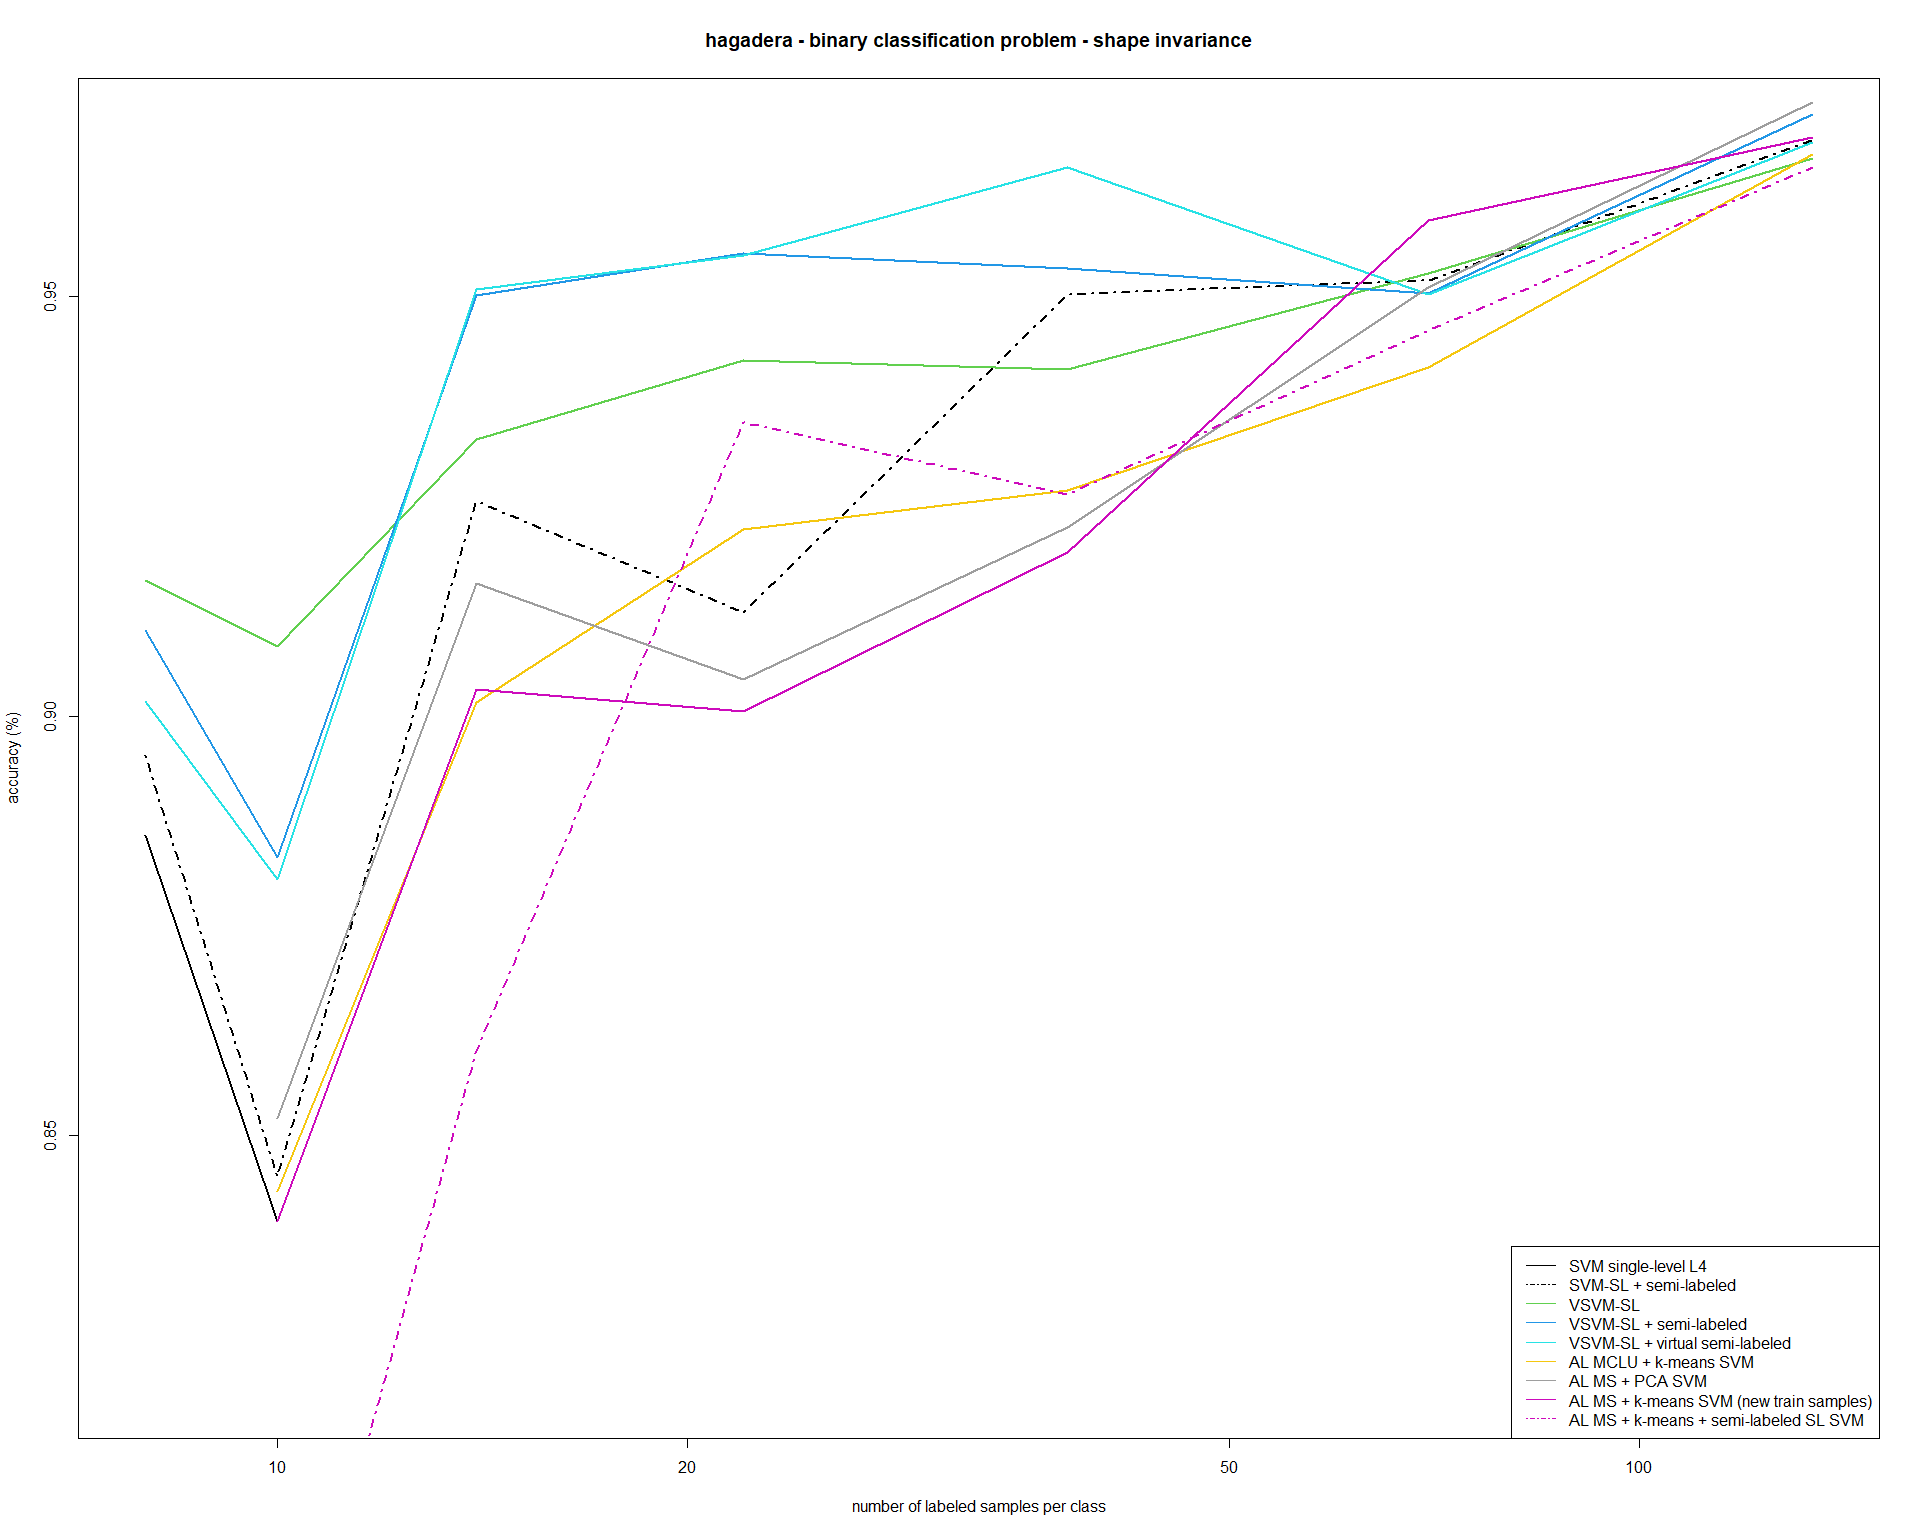 hagadera - binary classification problem - shape invariance
0.95
0.90
0.85
accuracy (%)
10
20
50
100
number of labeled samples per class
SVM single-level L4
SVM-SL + semi-labeled
VSVM-SL
VSVM-SL + semi-labeled
VSVM-SL + virtual semi-labeled
AL MCLU + k-means SVM
AL MS + PCA SVM
AL MS + k-means SVM (new train samples)
AL MS + k-means + semi-labeled SL SVM